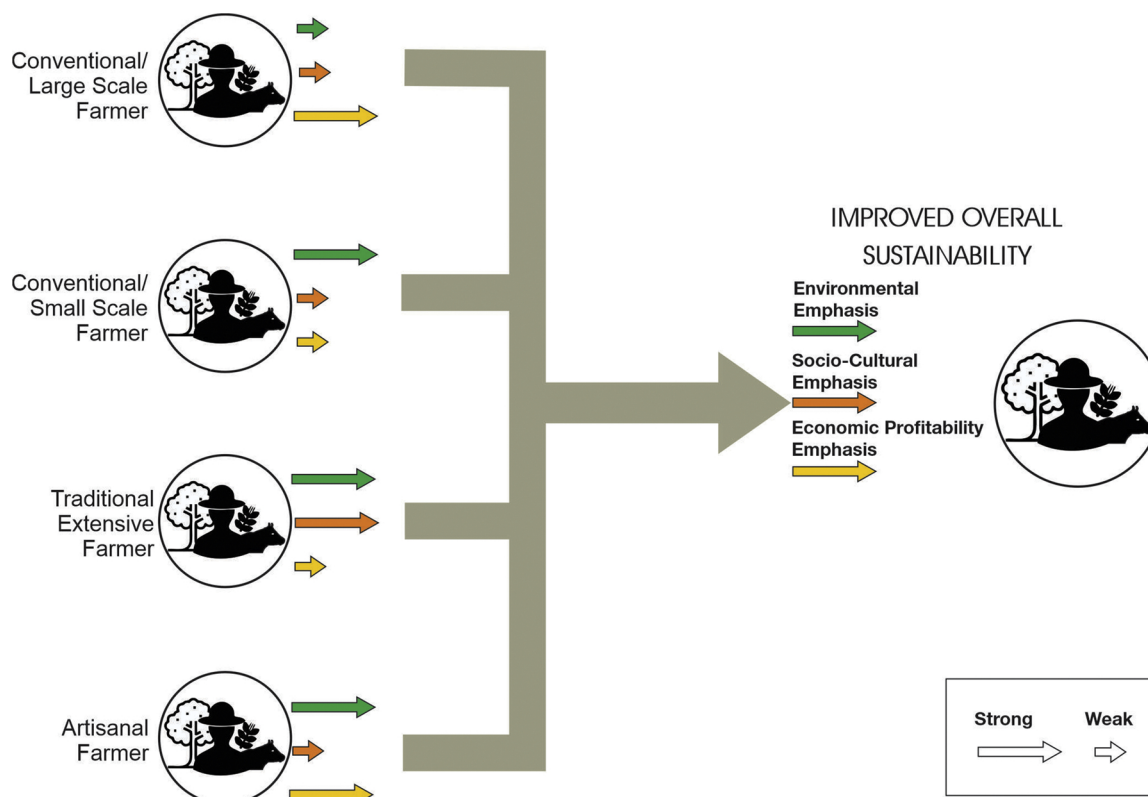 Conventional/
Large Scale
Farmer
Conventional/
Small Scale
Farmer
Traditional
Extensive
Farmer
Artisanal
Farmer
IMPROVED OVERALL
SUSTAINABILITY
Environmental
Emphasis
Socio-Cultural
Emphasis
Economic Profitability
Emphasis
Strong Weak